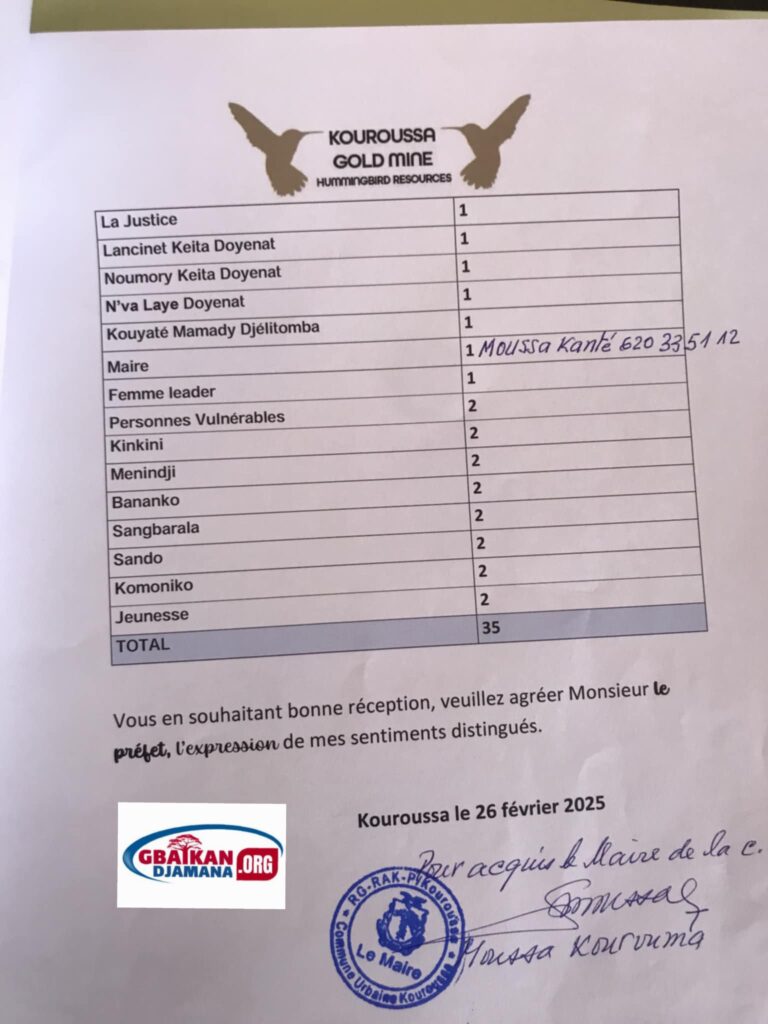 KOUROUSSA
GOLD MINE
HUMMINGBIRD RESOURCES
La Justice 1
Lancinet Keita Doyenat 1
Noumory Keita Doyenat 1
N'va Laye Doyenat 1
Kouyaté Mamady Djélitomba 1
Maire 1 Moussa Kanté 620 33 51 12
Femme leader 1
Personnes Vulnérables 2
Kinkini 2
Menindji 2
Bananko 2
Sangbarala 2
Sando 2
Komoniko 2
Jeunesse 2
TOTAL 35
Vous en souhaitant bonne réception, veuillez agréer Monsieur le
préfet, l'expression de mes sentiments distingués.
Kouroussa le 26 février 2025
Pour acquis le Maire de la c.
Moussa Kourouma
GBAIKAN
DJAMANA .ORG
RG-RAK-P/Kouroussa
Le Maire
Commune Urbaine Kouroussa